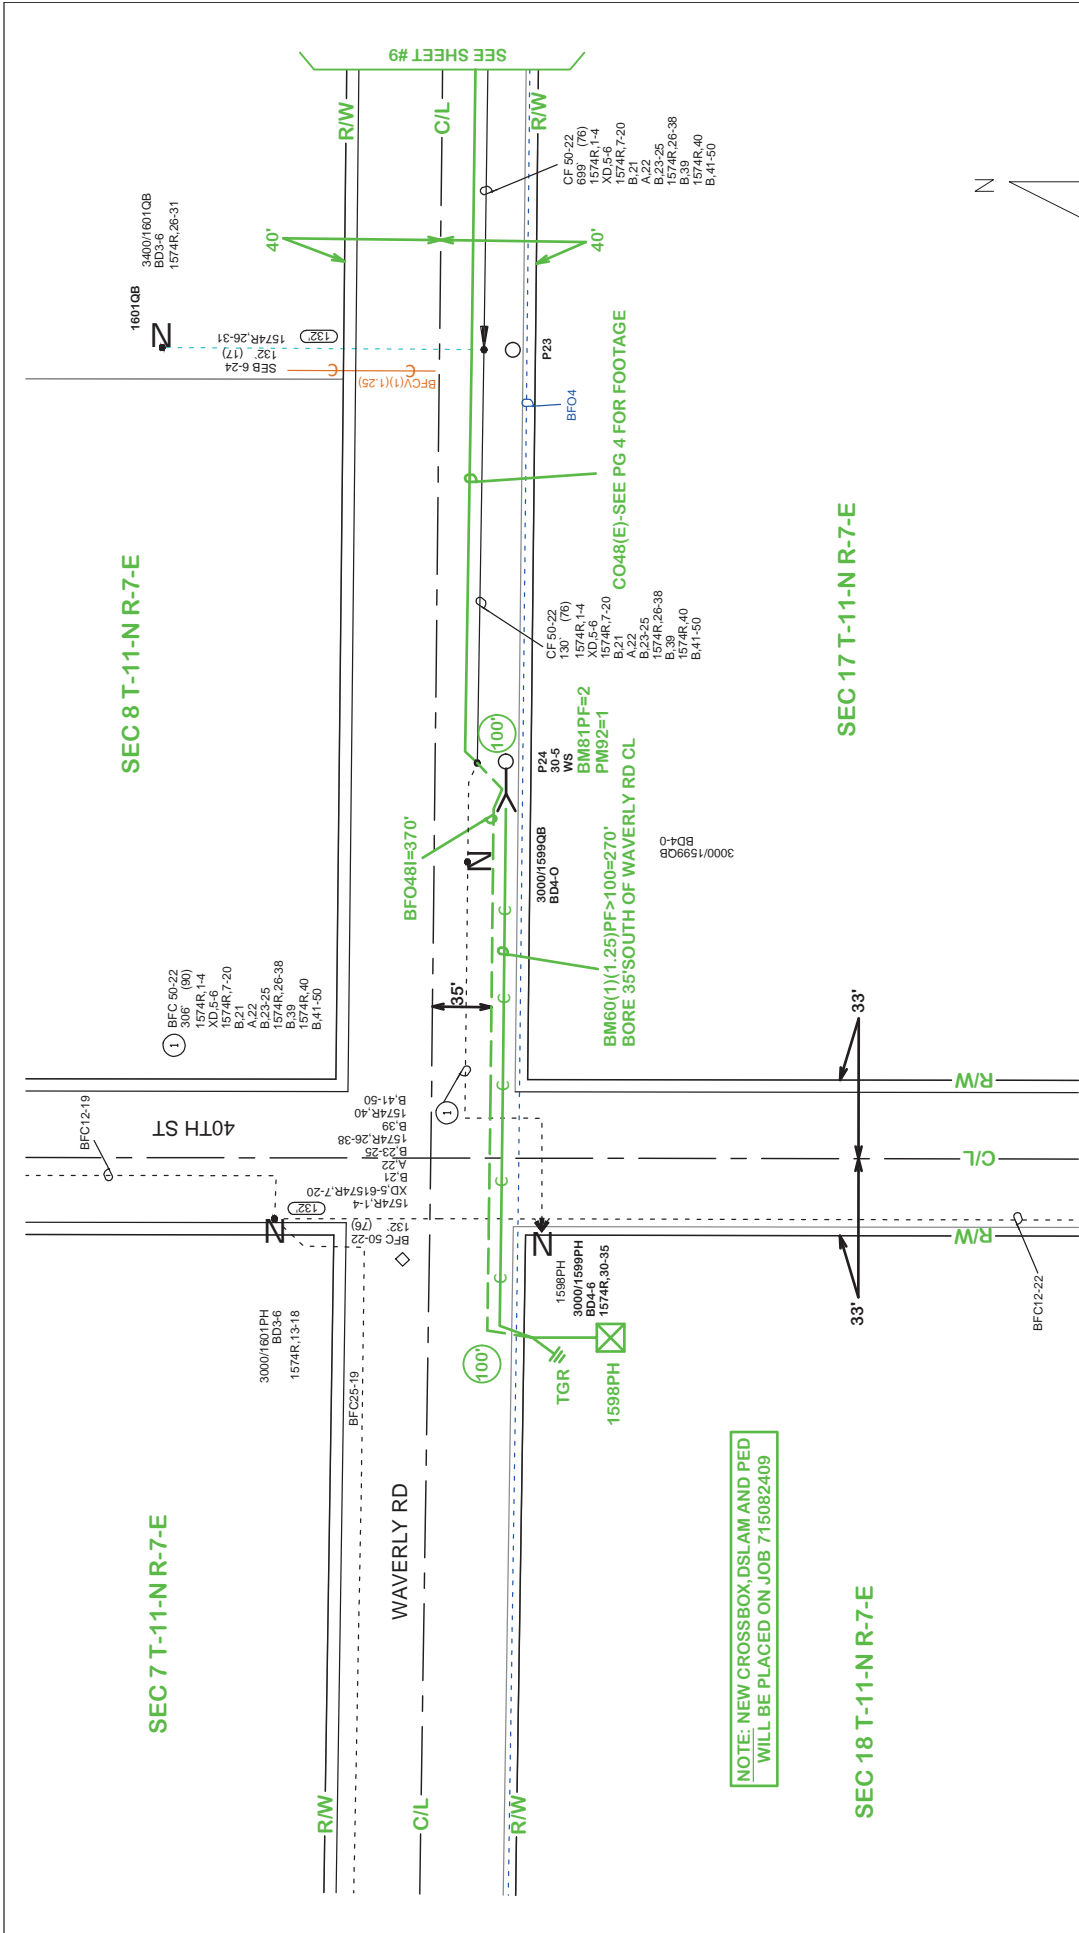 SEE SHEET #9
R/W
C/L
R/W
40'
40'
N
1601QB
3400/1601QB
BD3-6
1574R,26-31
SEB 6-24
132' (17)
1574R,26-31
132'
BFCV(1)(1.25)
CF 50-22
699' (76)
1574R,1-4
XD,5-6
1574R,7-20
B,21
A,22
B,23-25
1574R,26-38
B,39
1574R,40
B,41-50
P23
BFO4
CO48(E)-SEE PG 4 FOR FOOTAGE
SEC 8 T-11-N R-7-E
SEC 17 T-11-N R-7-E
CF 50-22
130' (76)
1574R,1-4
XD,5-6
1574R,7-20
B,21
A,22
B,23-25
1574R,26-38
B,39
1574R,40
B,41-50
100'
P24
30-5
WS
BM81PF=2
PM92=1
BFO48I=370'
N
3000/1599QB
BD4-O
3000/1599QB
BD4-0
BM60(1)(1.25)PF>100=270'
BORE 35'SOUTH OF WAVERLY RD CL
35'
1
BFC 50-22
306' (90)
1574R,1-4
XD,5-6
1574R,7-20
B,21
A,22
B,23-25
1574R,26-38
B,39
1574R,40
B,41-50
C
C
C
C
C
C
C
1
BFC12-19
40TH ST
BFC 50-22
132' (76)
1574R,1-4
XD,5-61574R,7-20
B,21
A,22
B,23-25
1574R,26-38
B,39
1574R,40
B,41-50
132'
N
3000/1601PH
BD3-6
1574R,13-18
BFC25-19
N
1598PH
3000/1599PH
BD4-6
1574R,30-35
33'
33'
R/W
C/L
R/W
BFC12-22
100'
TGR
1598PH
WAVERLY RD
SEC 7 T-11-N R-7-E
SEC 18 T-11-N R-7-E
NOTE: NEW CROSSBOX,DSLAM AND PED
WILL BE PLACED ON JOB 715082409
R/W
C/L
R/W
N